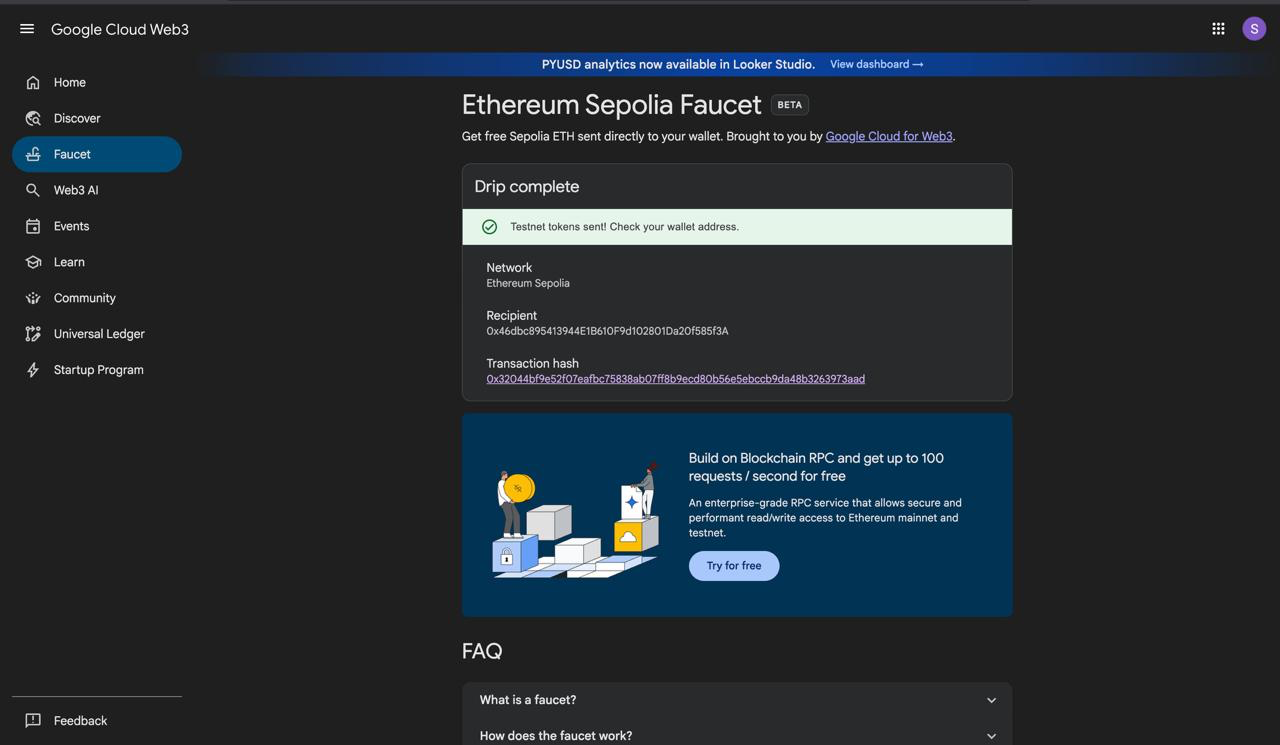 Google Cloud Web3
S
PYUSD analytics now available in Looker Studio. View dashboard →
Home
Discover
Faucet
Web3 AI
Events
Learn
Community
Universal Ledger
Startup Program
Feedback
Ethereum Sepolia Faucet BETA
Get free Sepolia ETH sent directly to your wallet. Brought to you by Google Cloud for Web3.
Drip complete
Testnet tokens sent! Check your wallet address.
Network
Ethereum Sepolia
Recipient
0x46dbc895413944E1B610F9d102801Da20f585f3A
Transaction hash
0x32044bf9e52f07eafbc75838ab07ff8b9ecd80b56e5ebccb9da48b3263973aad
Build on Blockchain RPC and get up to 100
requests / second for free
An enterprise-grade RPC service that allows secure and
performant read/write access to Ethereum mainnet and
testnet.
Try for free
FAQ
What is a faucet?
How does the faucet work?